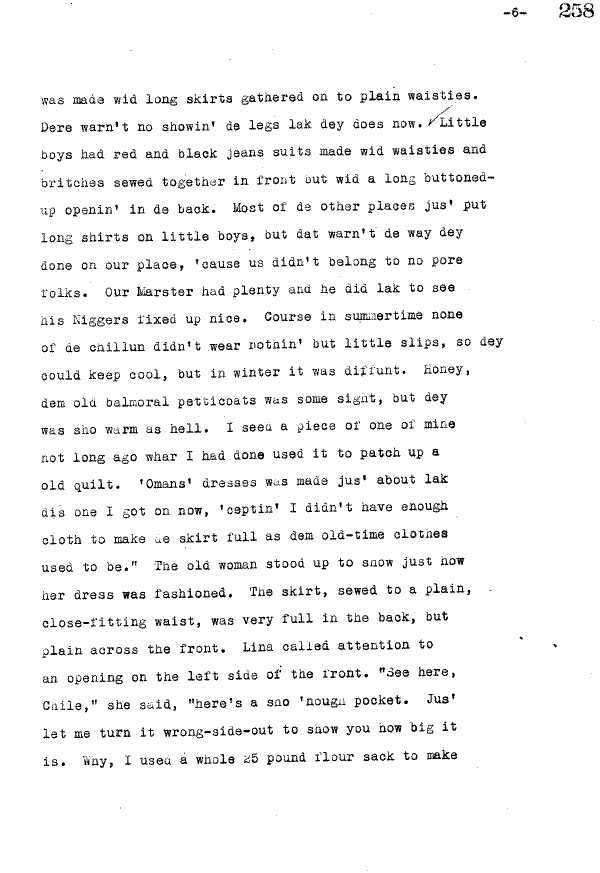 -6- 258
was made wid long skirts gathered on to plain waisties.
Dere warn't no showin' de legs lak dey does now. Little
boys had red and black jeans suits made wid waisties and
britches sewed together in front but wid a long buttoned-
up openin' in de back. Most of de other places jus' put
long shirts on little boys, but dat warn't de way dey
done on our place, 'cause us didn't belong to no pore
folks. Our Marster had plenty and he did lak to see
his Niggers fixed up nice. Course in summertime none
of de chillun didn't wear nothin' but little slips, so dey
could keep cool, but in winter it was diffunt. Honey,
dem old balmoral petticoats was some sight, but dey
was sho warm as hell. I seed a piece of one of mine
not long ago whar I had done used it to patch up a
old quilt. 'Omans' dresses was made jus' about lak
dis one I got on now, 'ceptin' I didn't have enough
cloth to make de skirt full as dem old-time clothes
used to be." The old woman stood up to show just how
her dress was fashioned. The skirt, sewed to a plain,
close-fitting waist, was very full in the back, but
plain across the front. Lina called attention to
an opening on the left side of the front. "See here,
Chile," she said, "here's a sho 'nough pocket. Jus'
let me turn it wrong-side-out to show you how big it
is. Why, I used a whole 25 pound flour sack to make